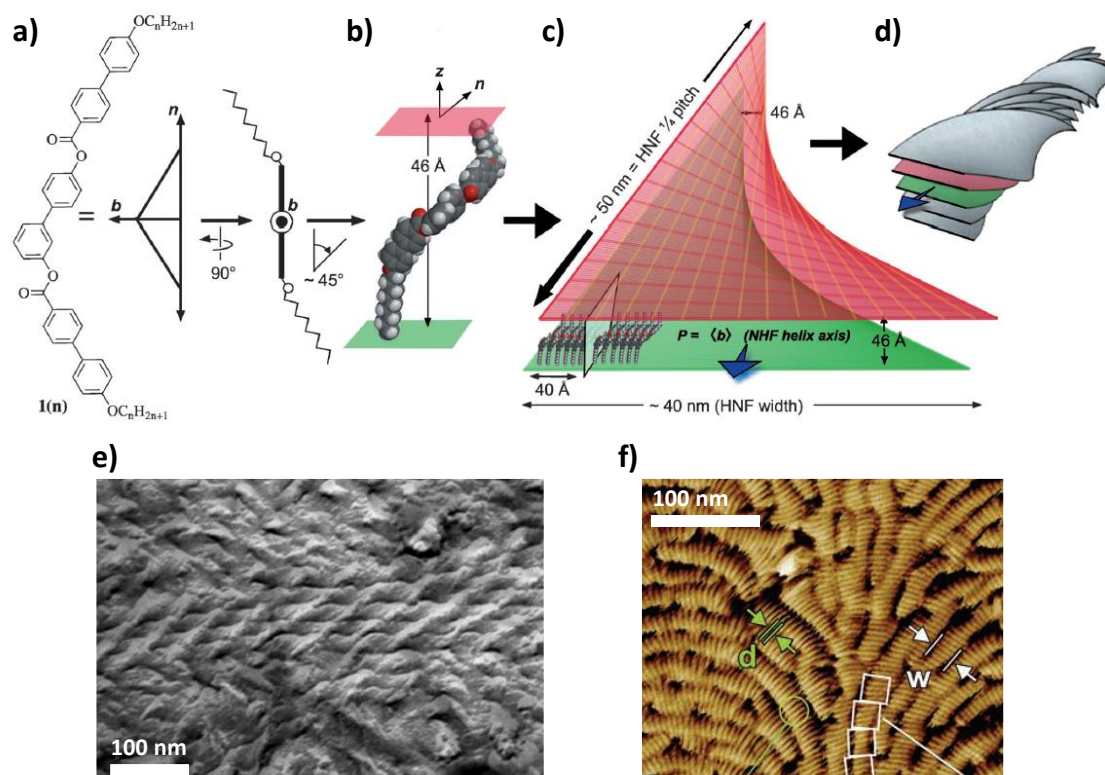 a)
OCnH2n+1
O
O
O
O
OCnH2n+1
1(n)
=
n
b
90°
O
b
O
~ 45°
b)
z
n
46 Å
c)
~ 50 nm = HNF ¼ pitch
46 Å
P = ⟨b⟩ (NHF helix axis)
46 Å
40 Å
~ 40 nm (HNF width)
d)
e)
100 nm
f)
100 nm
d
w